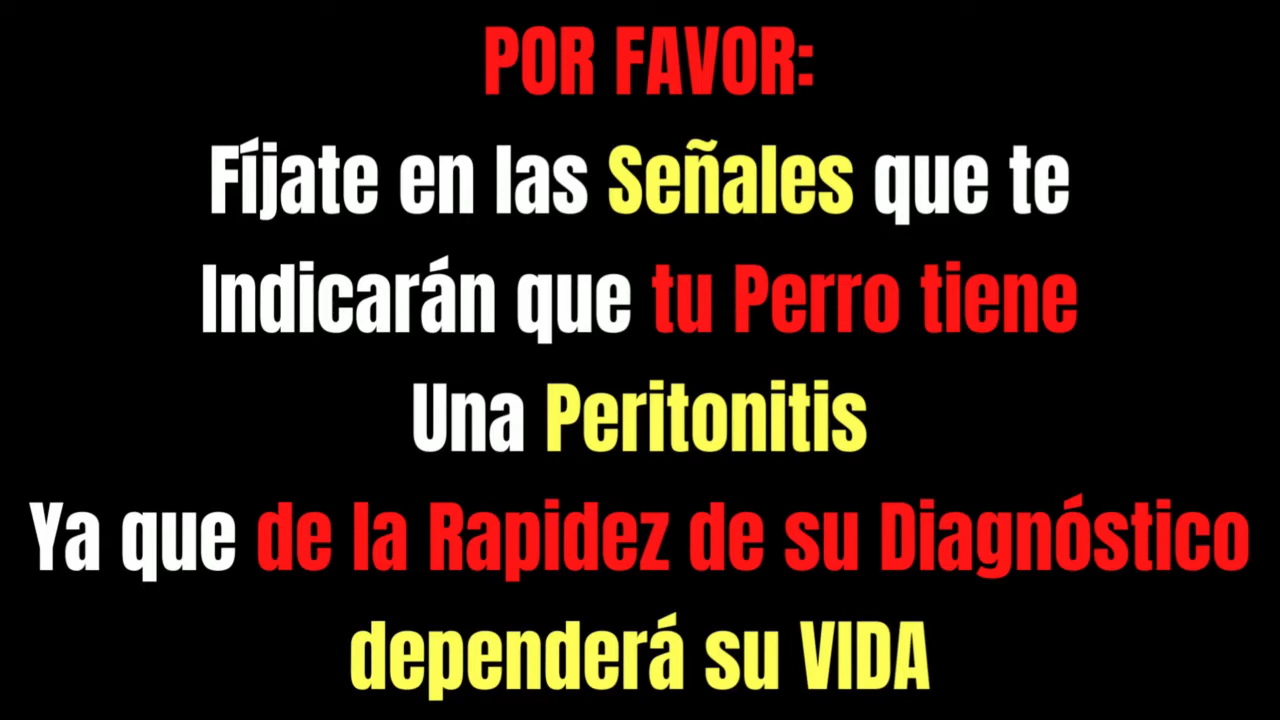 POR FAVOR:
Fíjate en las Señales que te
Indicarán que tu Perro tiene
Una Peritonitis
Ya que de la Rapidez de su Diagnóstico
dependerá su VIDA